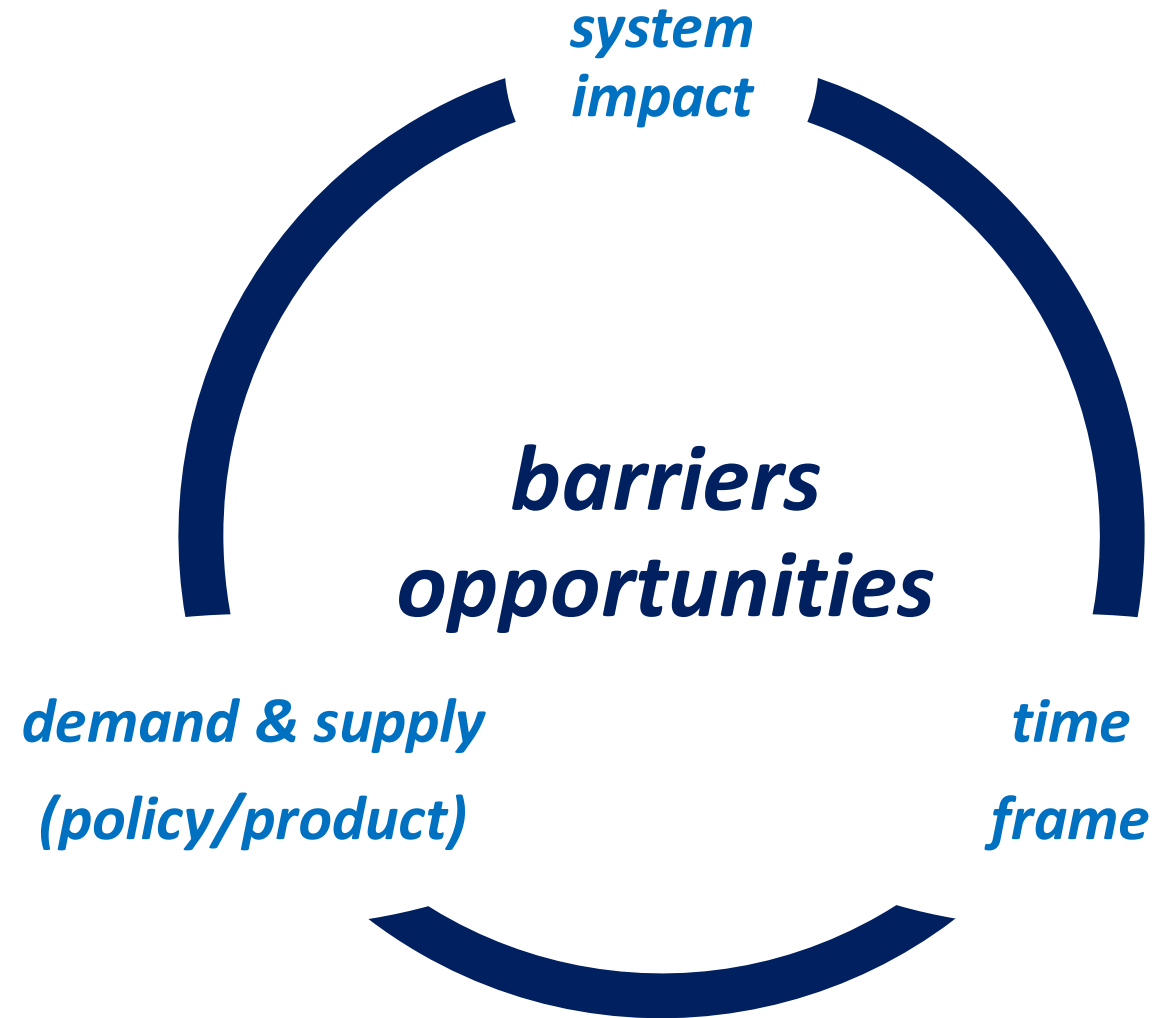 system
impact
barriers
opportunities
demand & supply
(policy/product)
time
frame